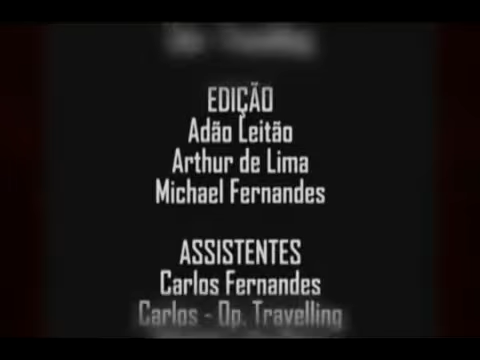 EDIÇÃO
Adão Leitão
Arthur de Lima
Michael Fernandes
ASSISTENTES
Carlos Fernandes
Carlos - Op. Travelling